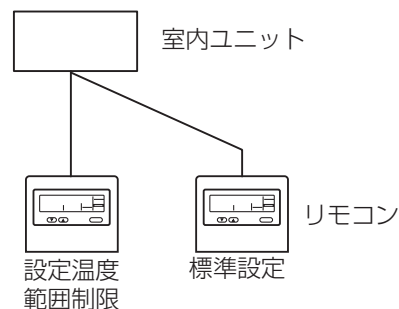 室内ユニット
リモコン
設定温度
範囲制限
標準設定